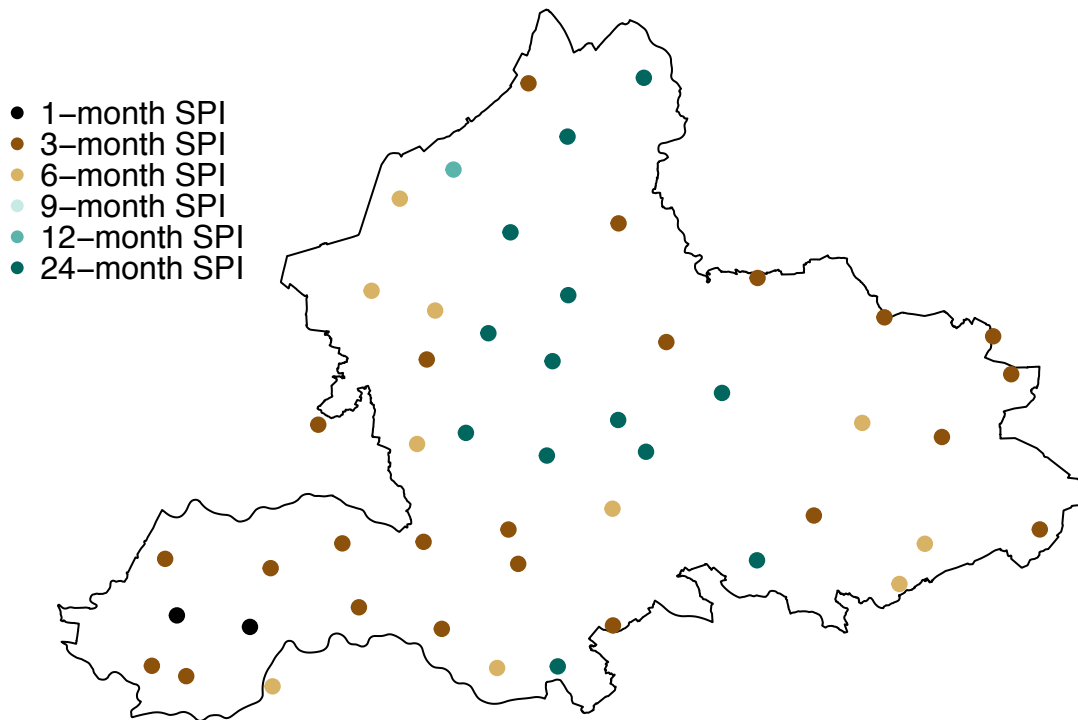 1−month SPI
3−month SPI
6−month SPI
9−month SPI
12−month SPI
24−month SPI